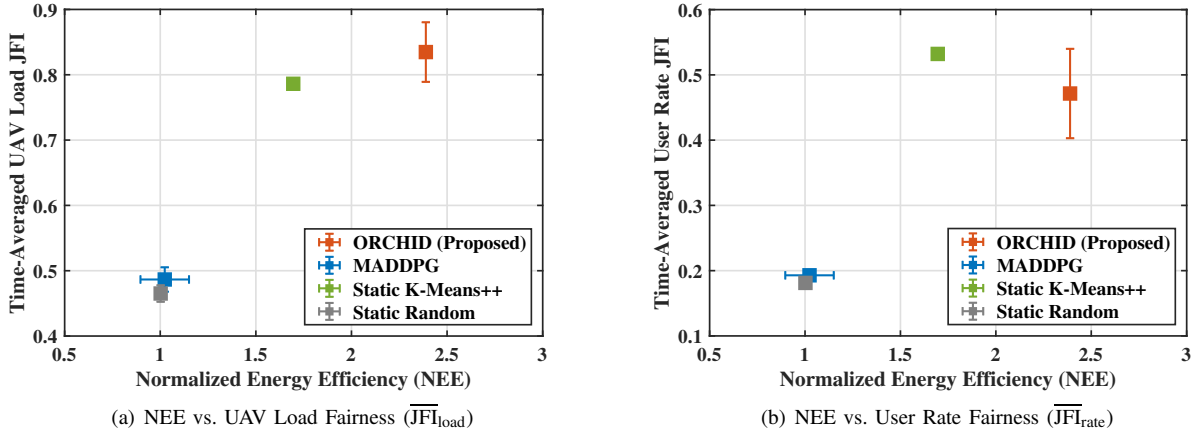 0.9
0.8
0.7
0.6
0.5
0.4
Time-Averaged UAV Load JFI
ORCHID (Proposed)
MADDPG
Static K-Means++
Static Random
0.5 1 1.5 2 2.5 3
Normalized Energy Efficiency (NEE)
(a) NEE vs. UAV Load Fairness (J̅F̅I̅load)
0.6
0.5
0.4
0.3
0.2
0.1
Time-Averaged User Rate JFI
ORCHID (Proposed)
MADDPG
Static K-Means++
Static Random
0.5 1 1.5 2 2.5 3
Normalized Energy Efficiency (NEE)
(b) NEE vs. User Rate Fairness (J̅F̅I̅rate)